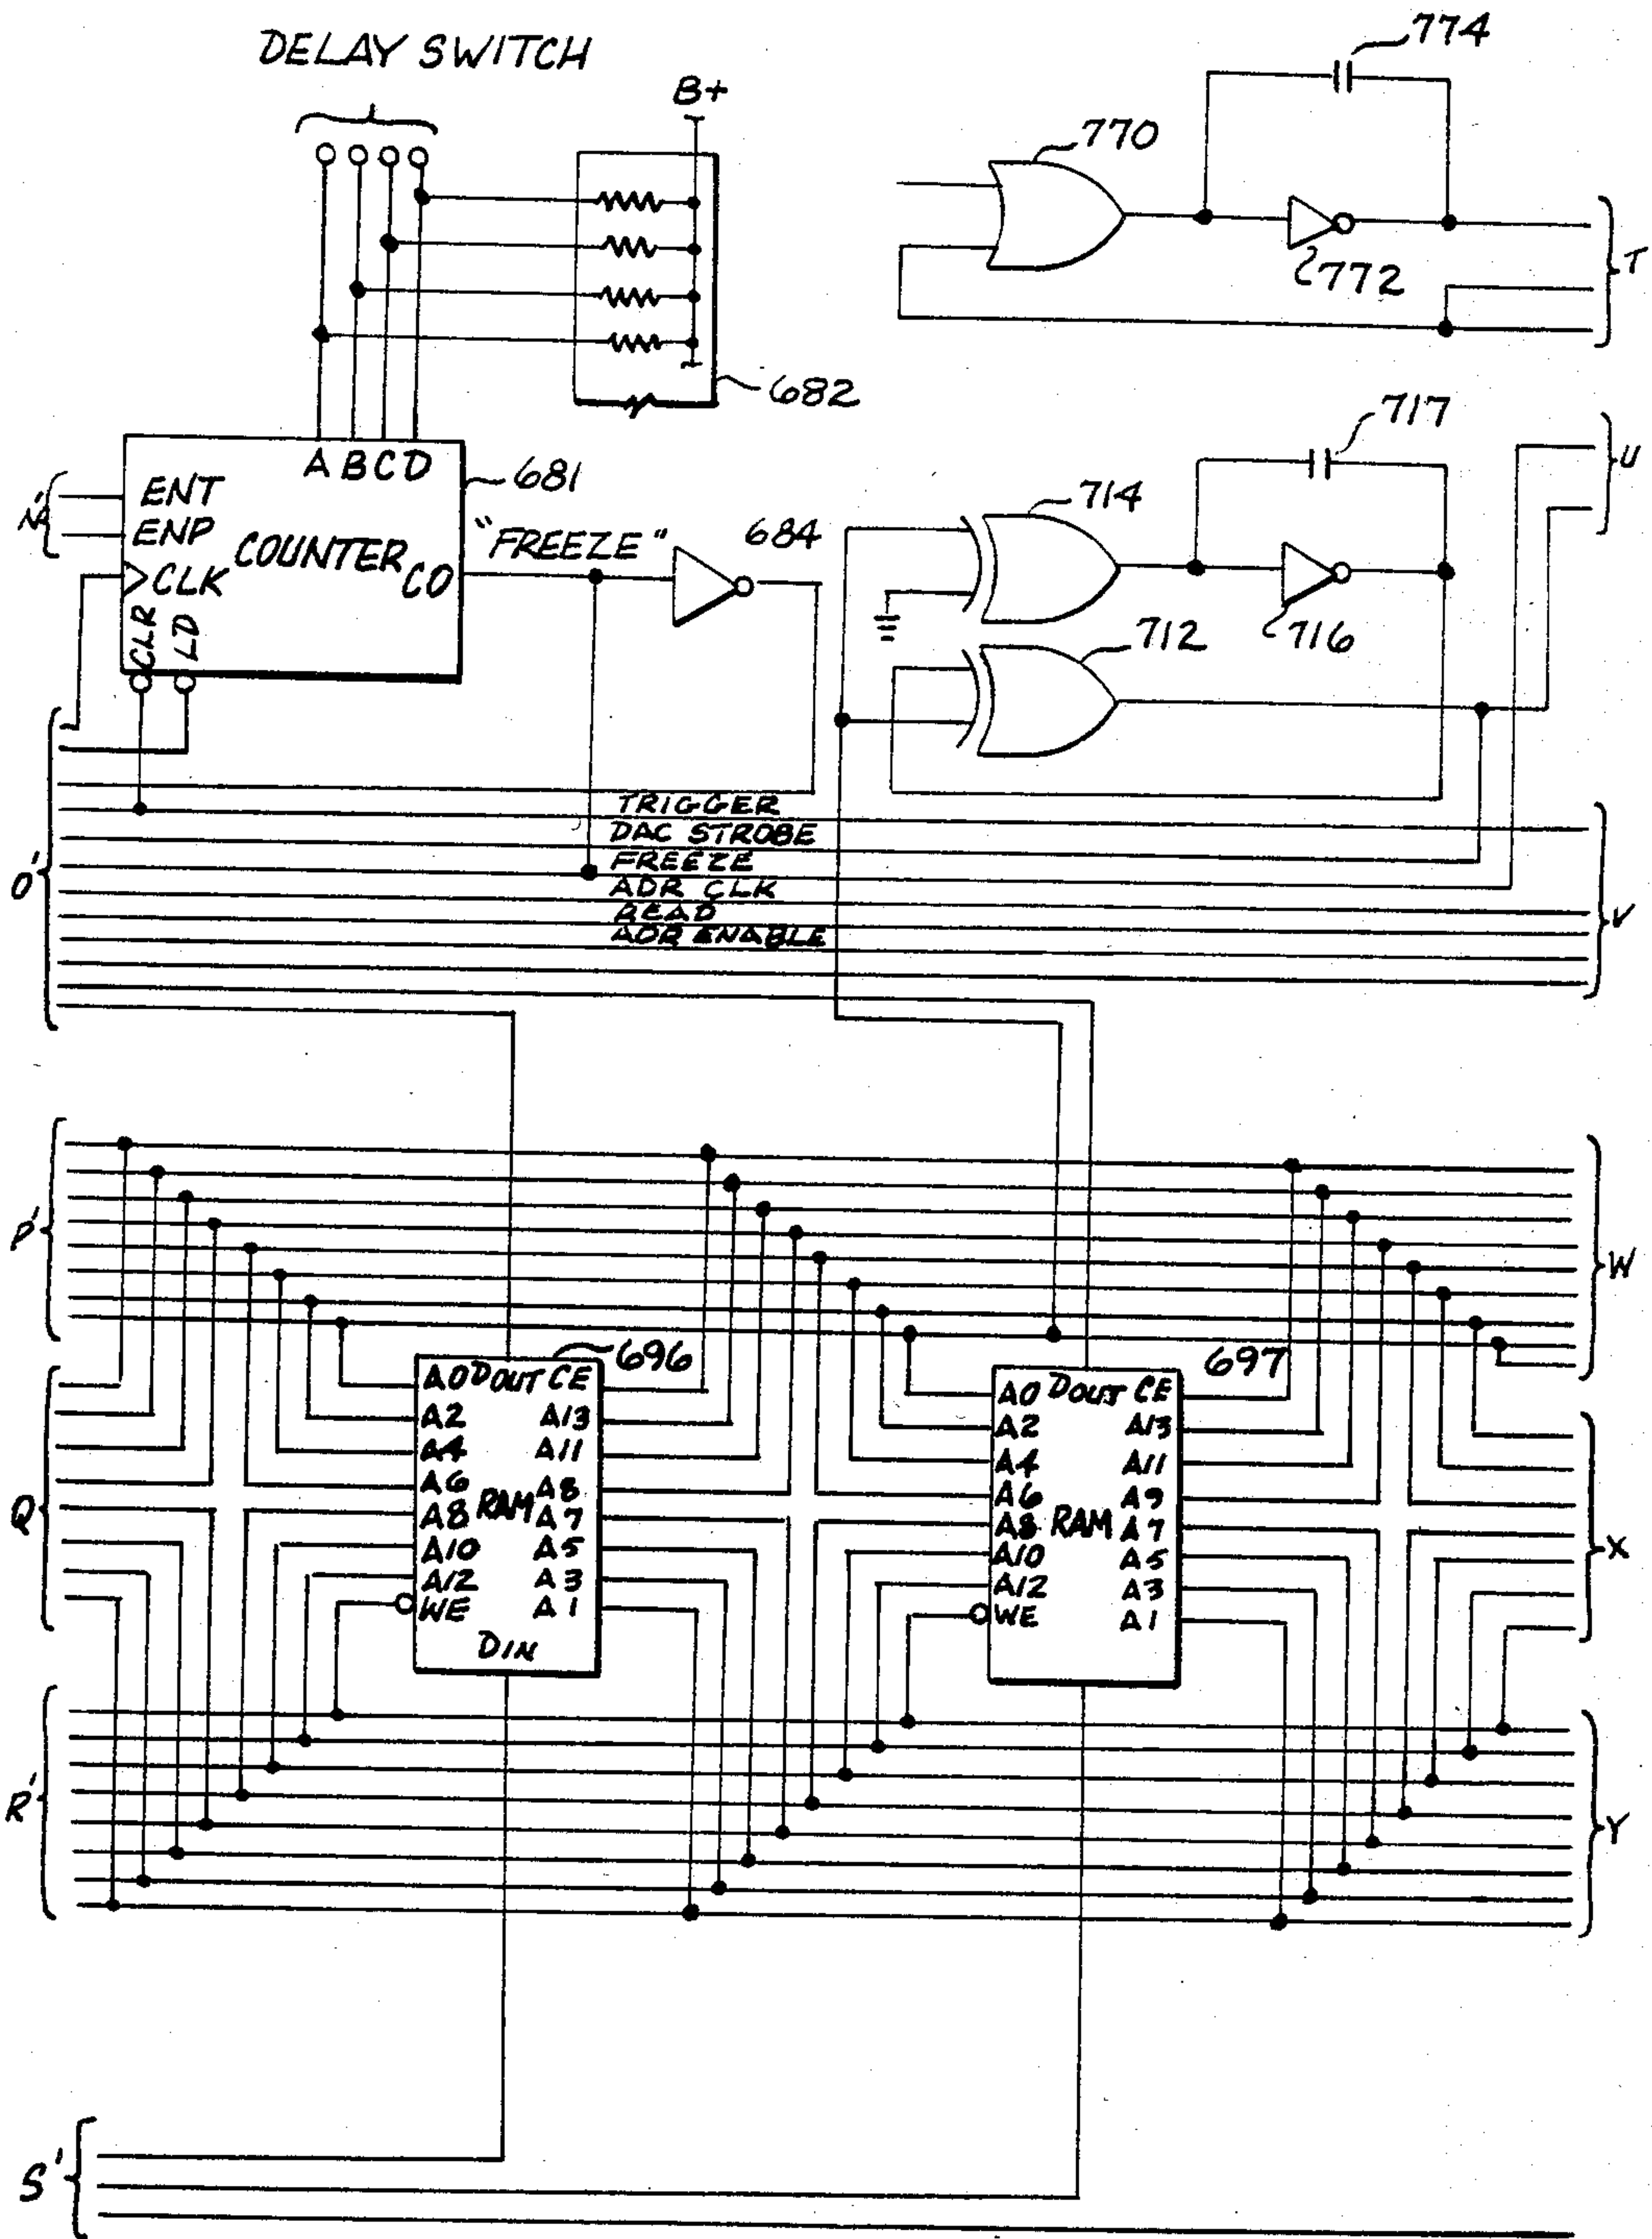 DELAY SWITCH
B+
774
770
772
T
682
A B C D
681
N'
ENT
ENP
COUNTER
CLK
CO
CLR
LD
"FREEZE"
684
717
U
714
716
712
TRIGGER
DAC STROBE
FREEZE
ADR CLK
READ
ADR ENABLE
O'
V
P'
W
696
A0 DOUT CE
A2 A13
A4 A11
A6 A8
A8 RAM A7
A10 A5
A12 A3
WE A1
DIN
697
A0 DOUT CE
A2 A13
A4 A11
A6 A9
A8 RAM A7
A10 A5
A12 A3
WE A1
Q
X
R'
Y
S'